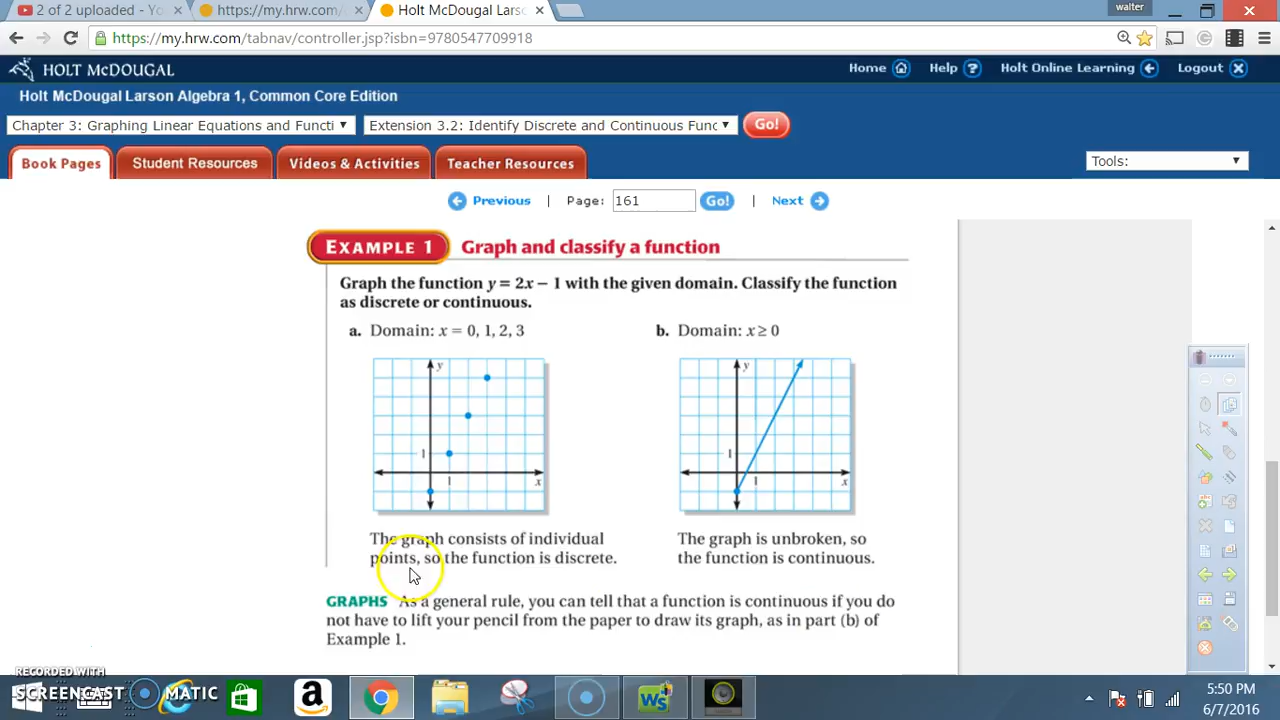 2 of 2 uploaded - Yo
https://my.hrw.com/
Holt McDougal Lars
walter
https://my.hrw.com/tabnav/controller.jsp?isbn=9780547709918
HOLT McDOUGAL
Home
Help ?
Holt Online Learning
Logout
Holt McDougal Larson Algebra 1, Common Core Edition
Chapter 3: Graphing Linear Equations and Functi
Extension 3.2: Identify Discrete and Continuous Func
Go!
Book Pages
Student Resources
Videos & Activities
Teacher Resources
Tools:
Previous | Page: 161 Go! | Next
EXAMPLE 1 Graph and classify a function
Graph the function y = 2x − 1 with the given domain. Classify the function
as discrete or continuous.
a. Domain: x = 0, 1, 2, 3
b. Domain: x ≥ 0
y
1
1
x
y
1
1
x
The graph consists of individual
points, so the function is discrete.
The graph is unbroken, so
the function is continuous.
GRAPHS As a general rule, you can tell that a function is continuous if you do
not have to lift your pencil from the paper to draw its graph, as in part (b) of
Example 1.
RECORDED WITH
SCREENCAST MATIC
5:50 PM
6/7/2016